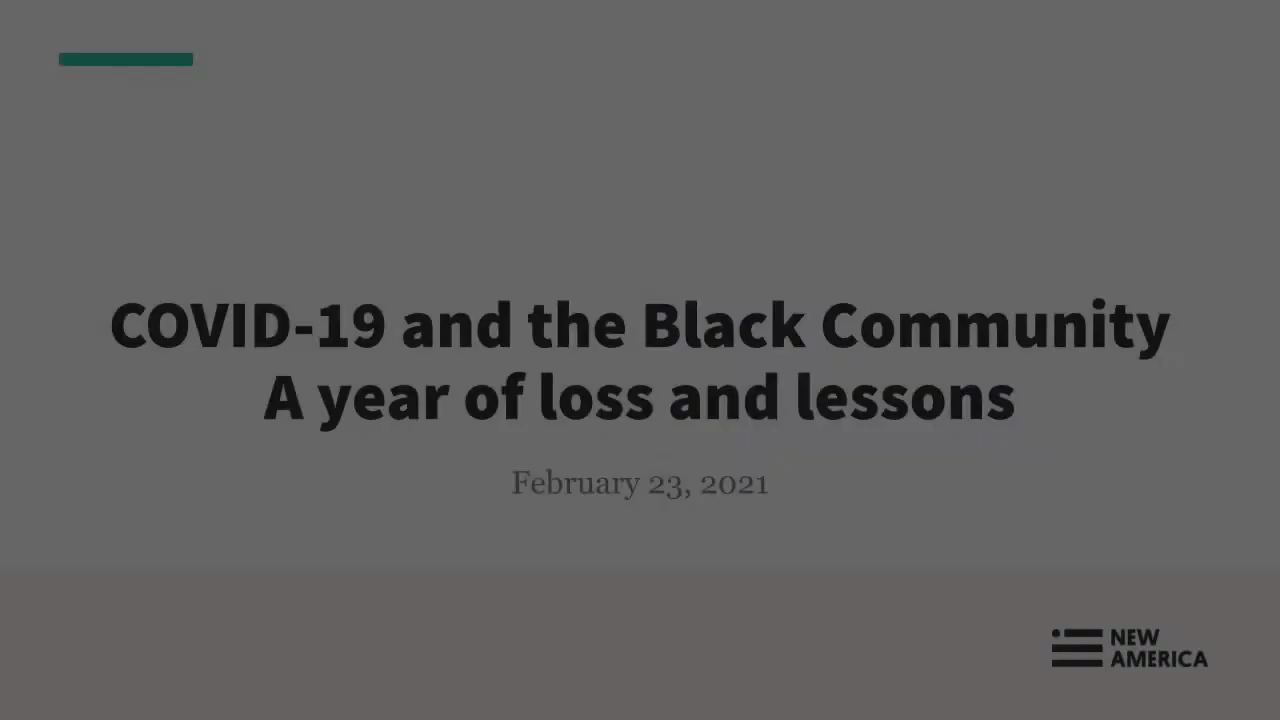 COVID-19 and the Black Community
A year of loss and lessons
February 23, 2021
NEW
AMERICA